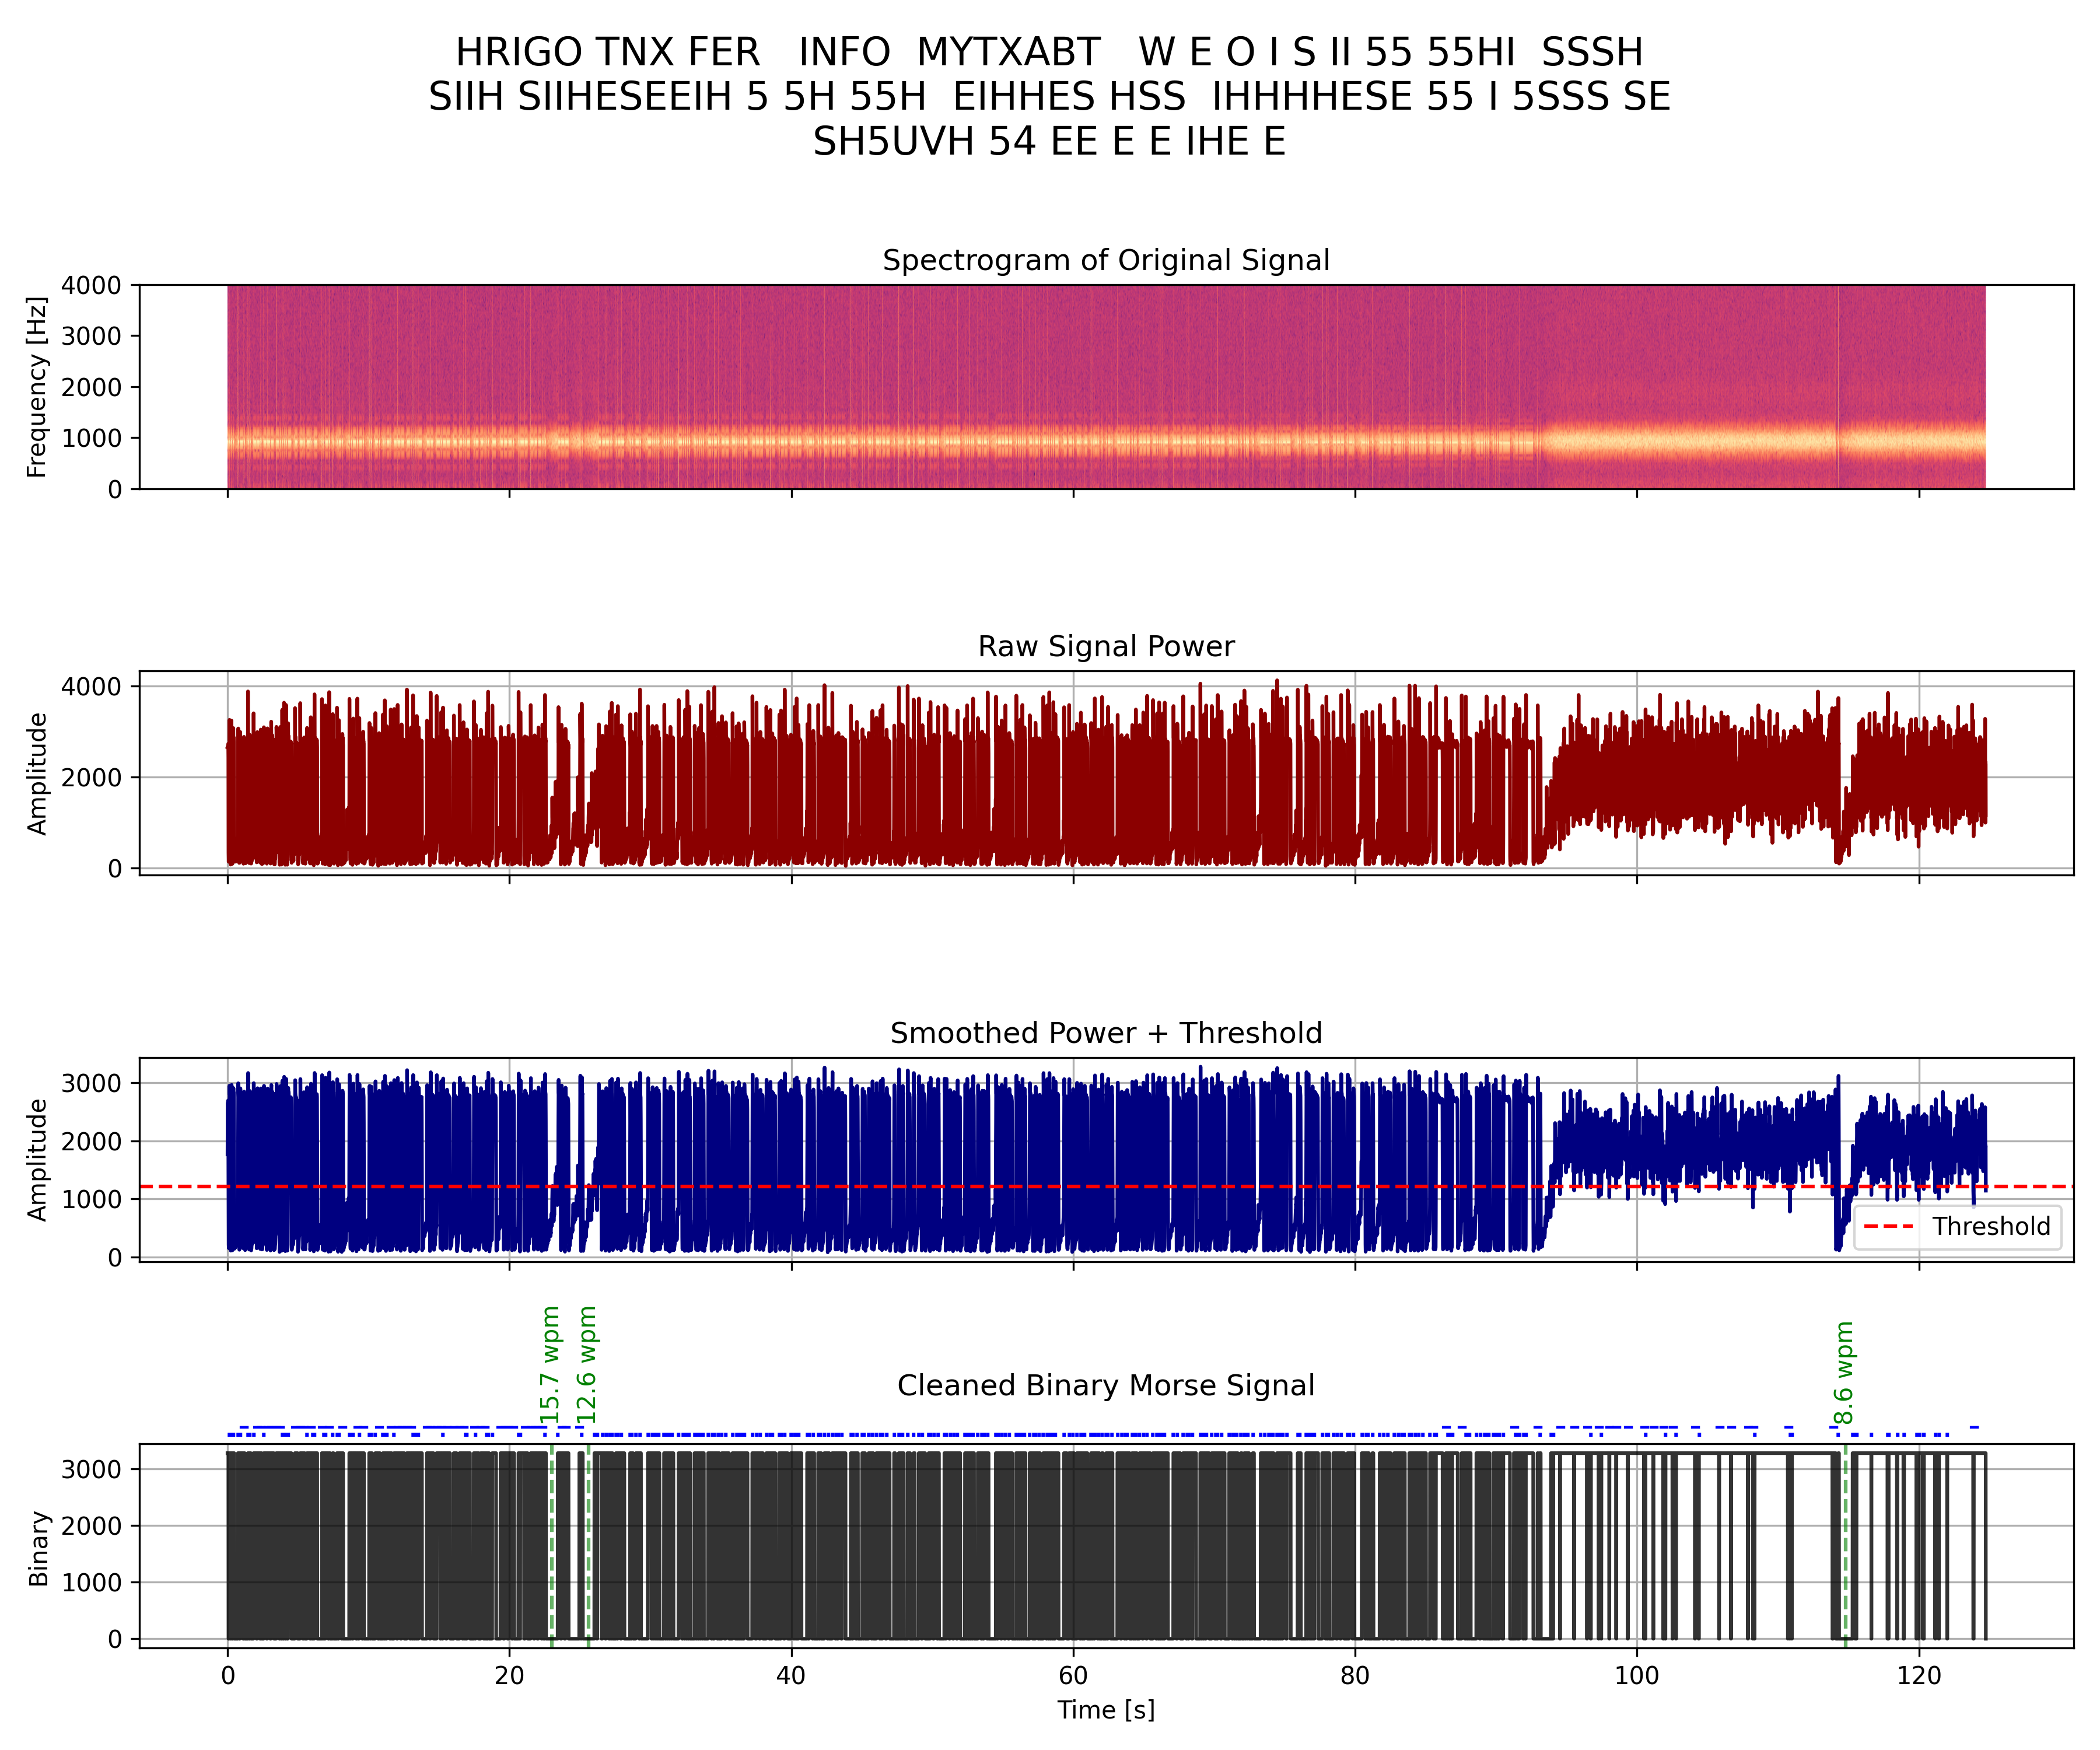 HRIGO TNX FER   INFO  MYTXABT   W E O I S II 55 55HI  SSSH
SIIH SIIHESEEIH 5 5H 55H  EIHHES HSS  IHHHHESE 55 I 5SSS SE
SH5UVH 54 EE E E IHE E
Spectrogram of Original Signal
Frequency [Hz]
4000
3000
2000
1000
0
Raw Signal Power
Amplitude
4000
2000
0
Smoothed Power + Threshold
Amplitude
3000
2000
1000
0
Threshold
15.7 wpm
12.6 wpm
8.6 wpm
Cleaned Binary Morse Signal
Binary
3000
2000
1000
0
0 20 40 60 80 100 120
Time [s]